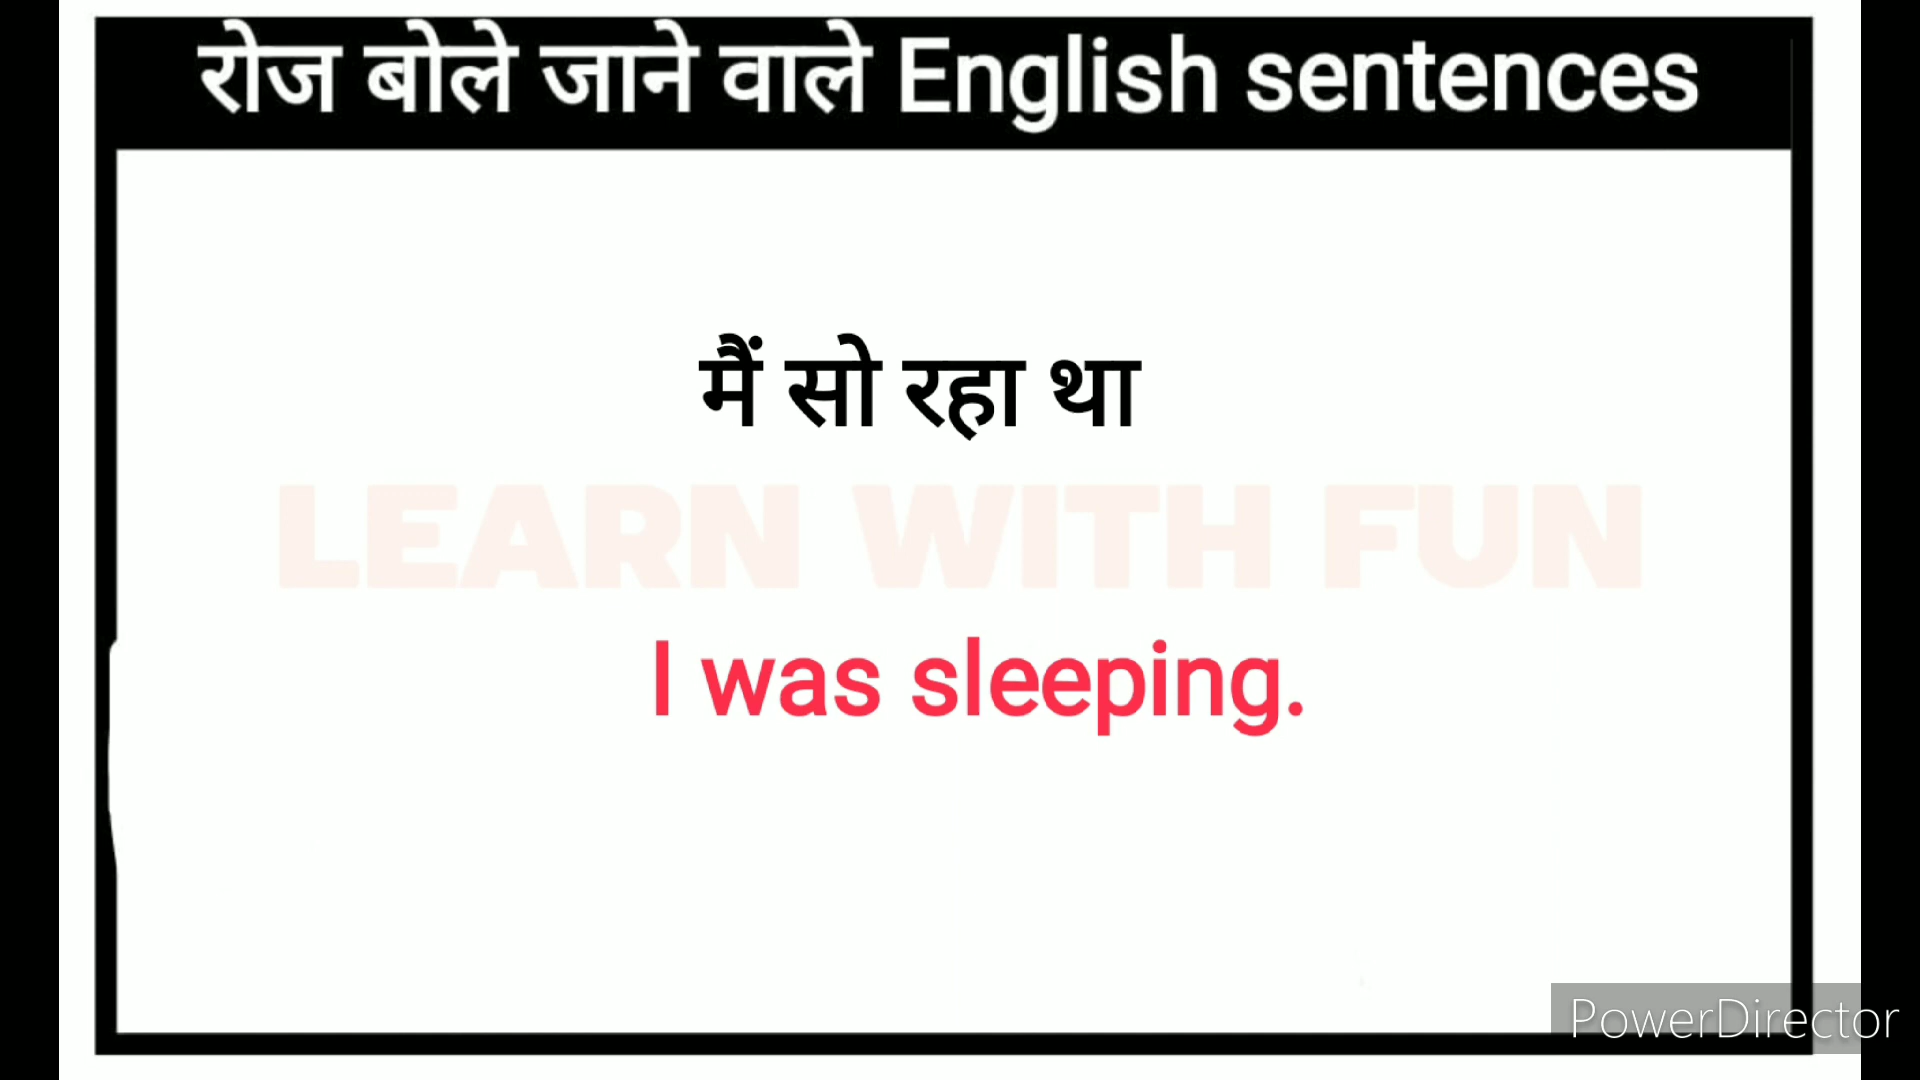 रोज बोले जाने वाले English sentences
मैं सो रहा था
LEARN WITH FUN
I was sleeping.
PowerDirector